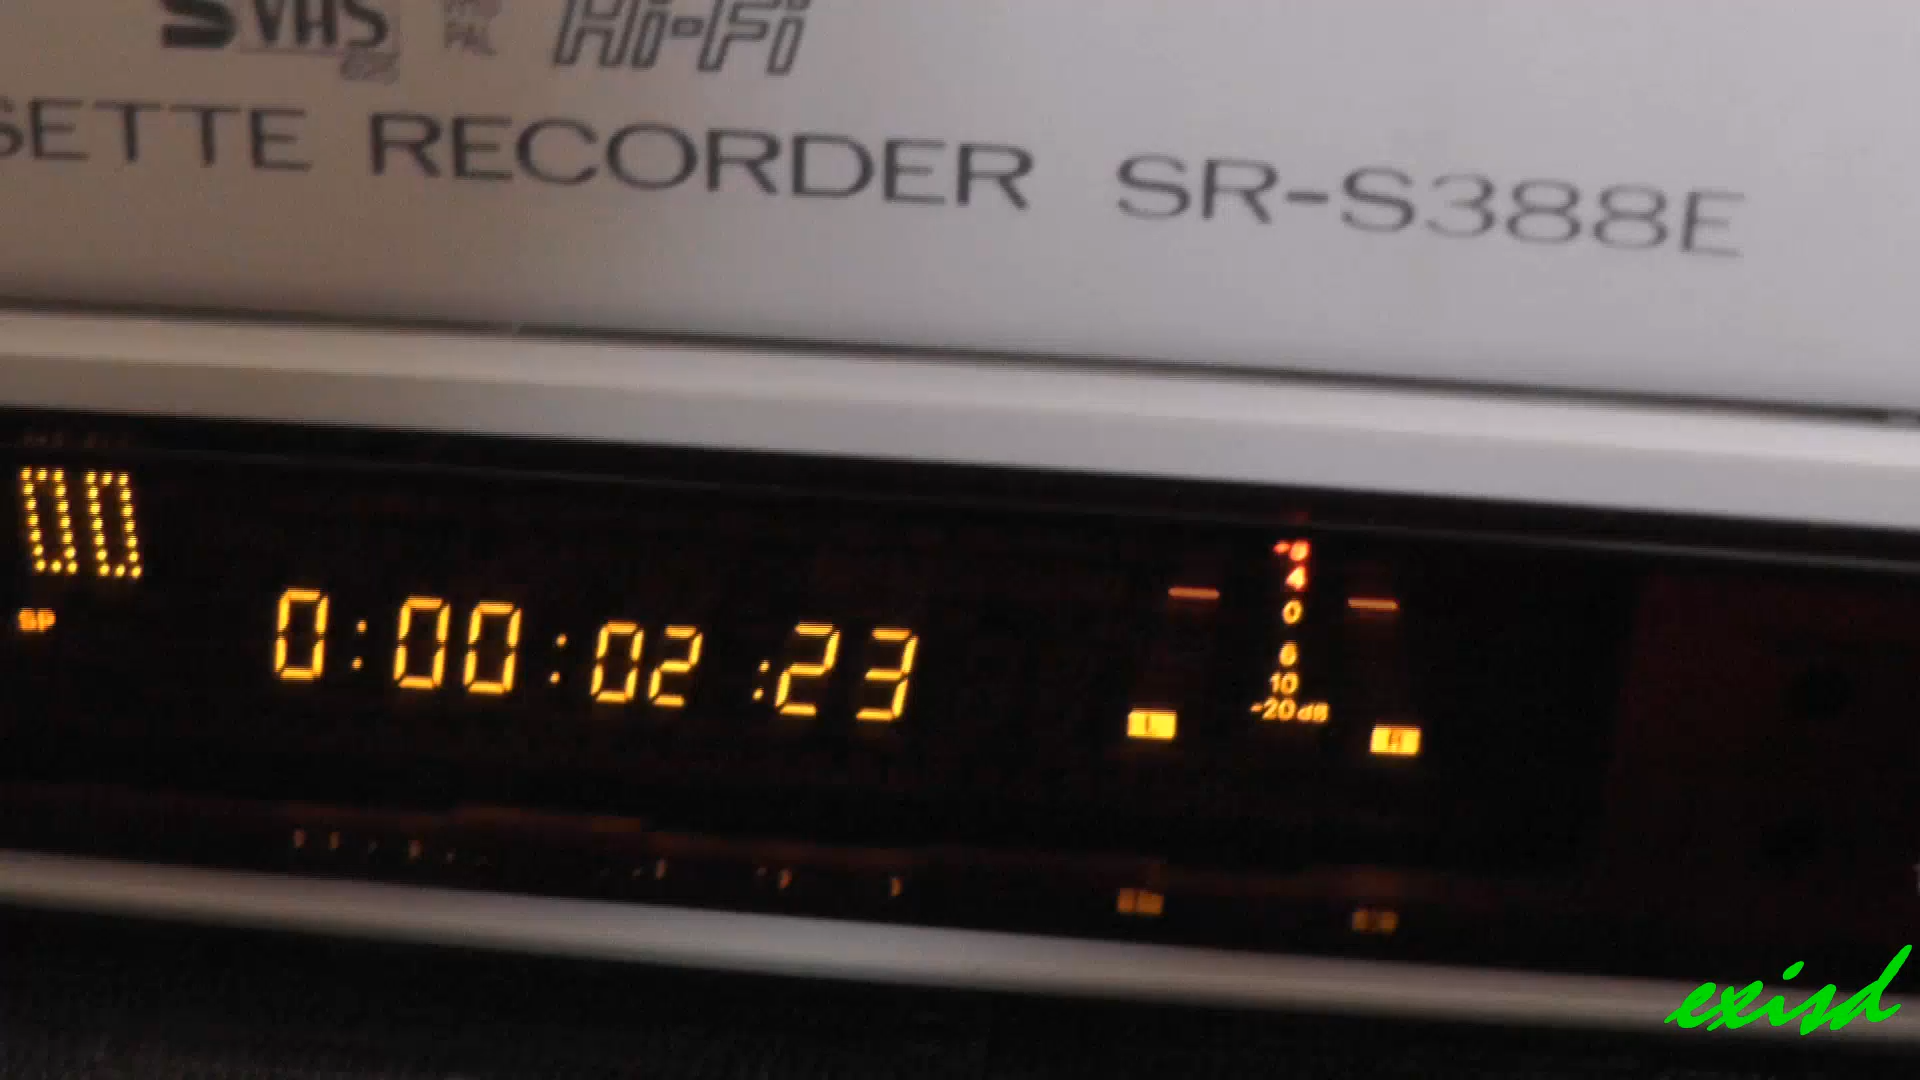 S VHS
PAL
Hi-Fi
SETTE RECORDER SR-S388E
00
SP
0:00:02:23
4
0
6
10
-20dB
L
R
exisd